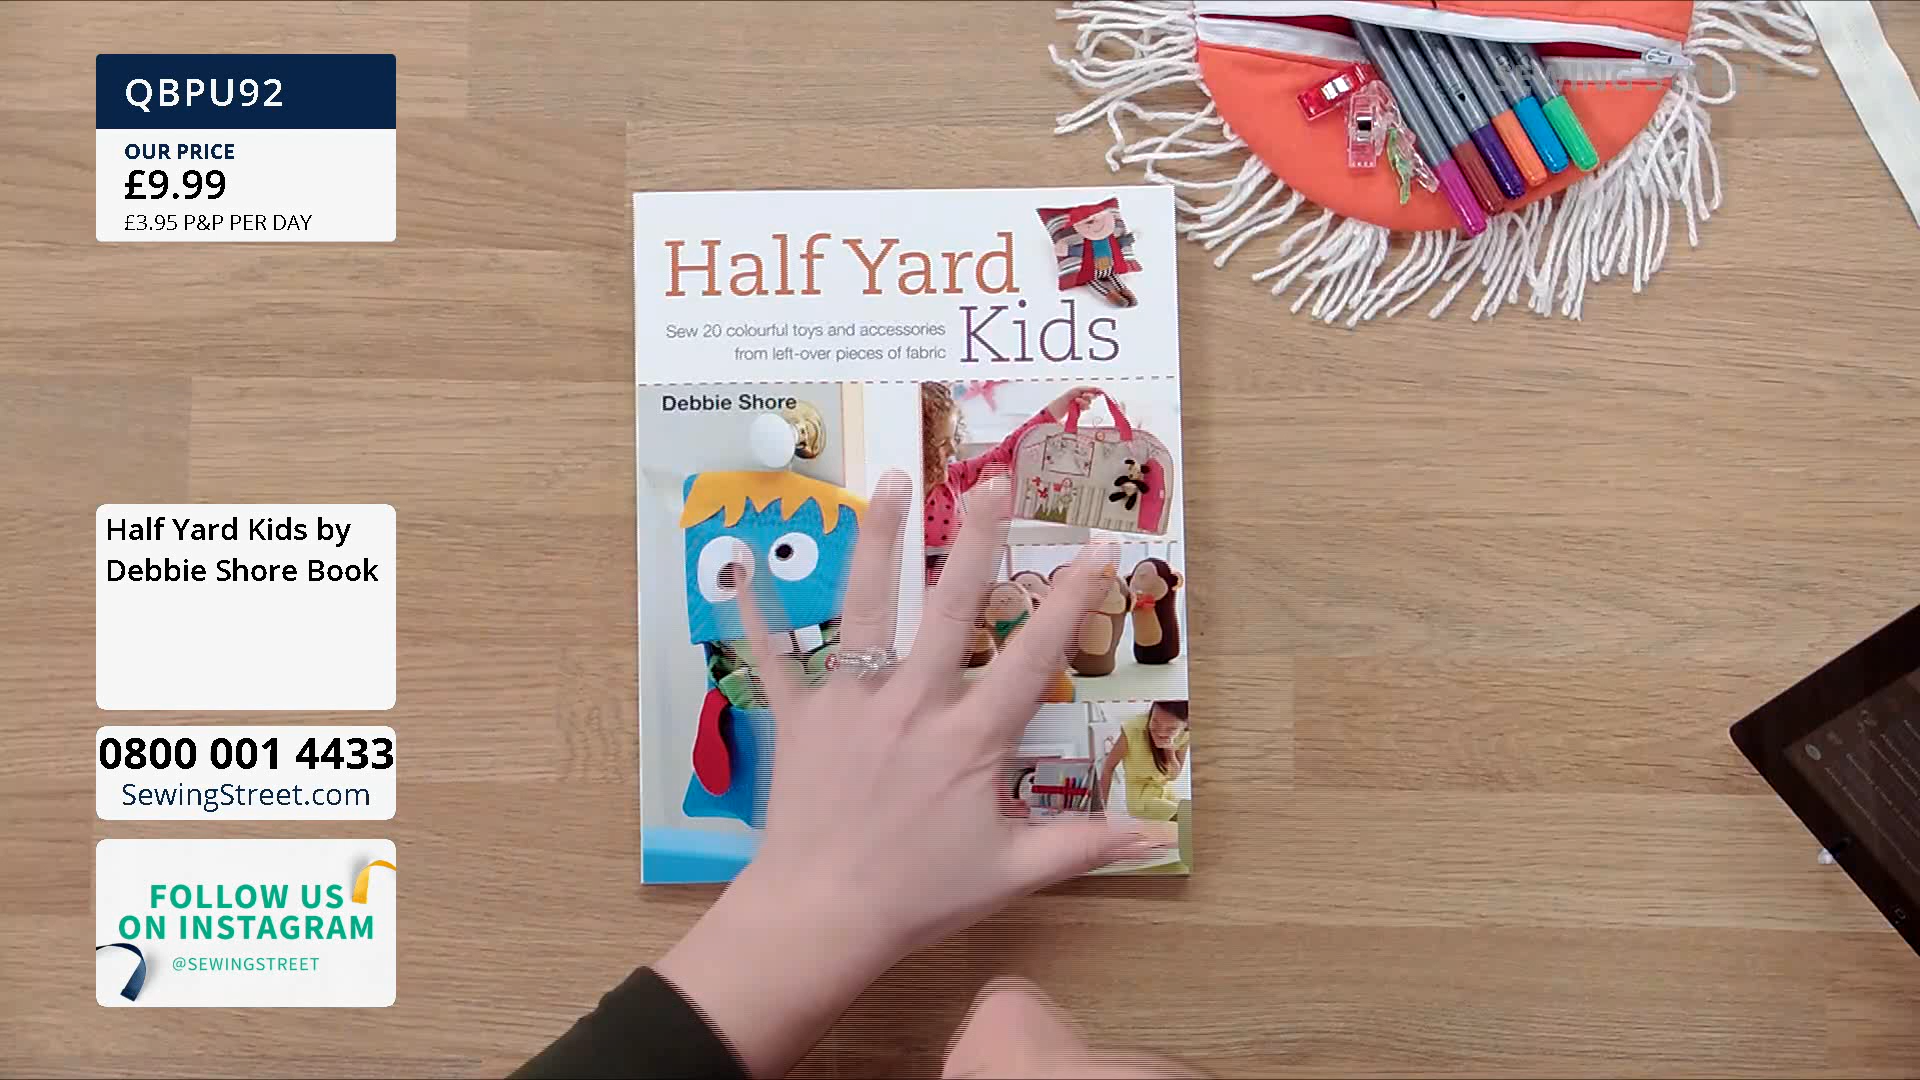 QBPU92
OUR PRICE
£9.99
£3.95 P&P PER DAY
SEWING STREET
Half Yard
Kids
Sew 20 colourful toys and accessories
from left-over pieces of fabric
Debbie Shore
Half Yard Kids by
Debbie Shore Book
0800 001 4433
SewingStreet.com
FOLLOW US
ON INSTAGRAM
@SEWINGSTREET